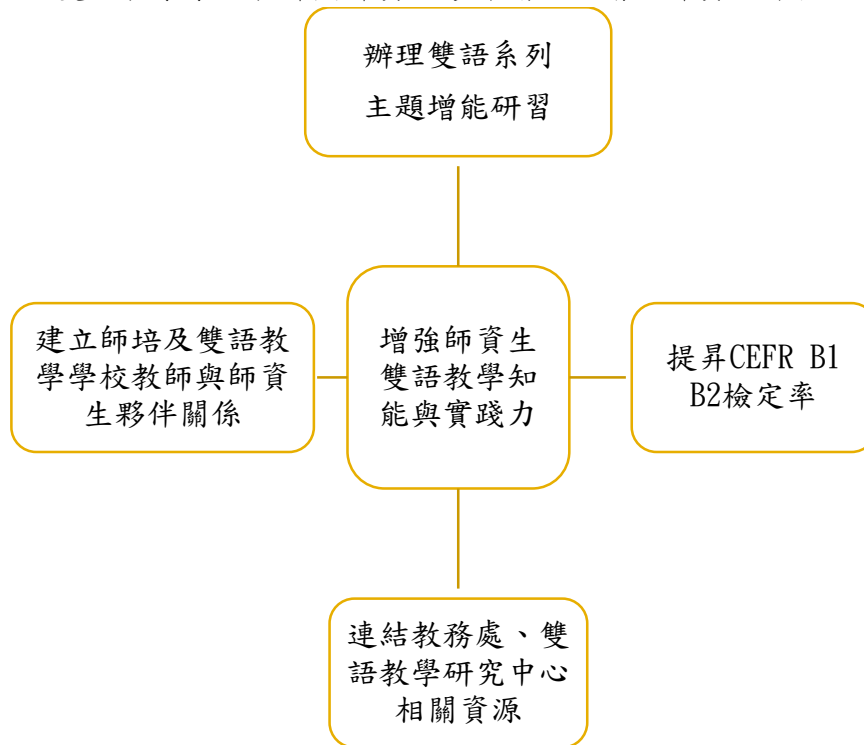 辦理雙語系列
主題增能研習
建立師培及雙語教
學學校教師與師資
生夥伴關係
增強師資生
雙語教學知
能與實踐力
提昇CEFR B1
B2檢定率
連結教務處、雙
語教學研究中心
相關資源